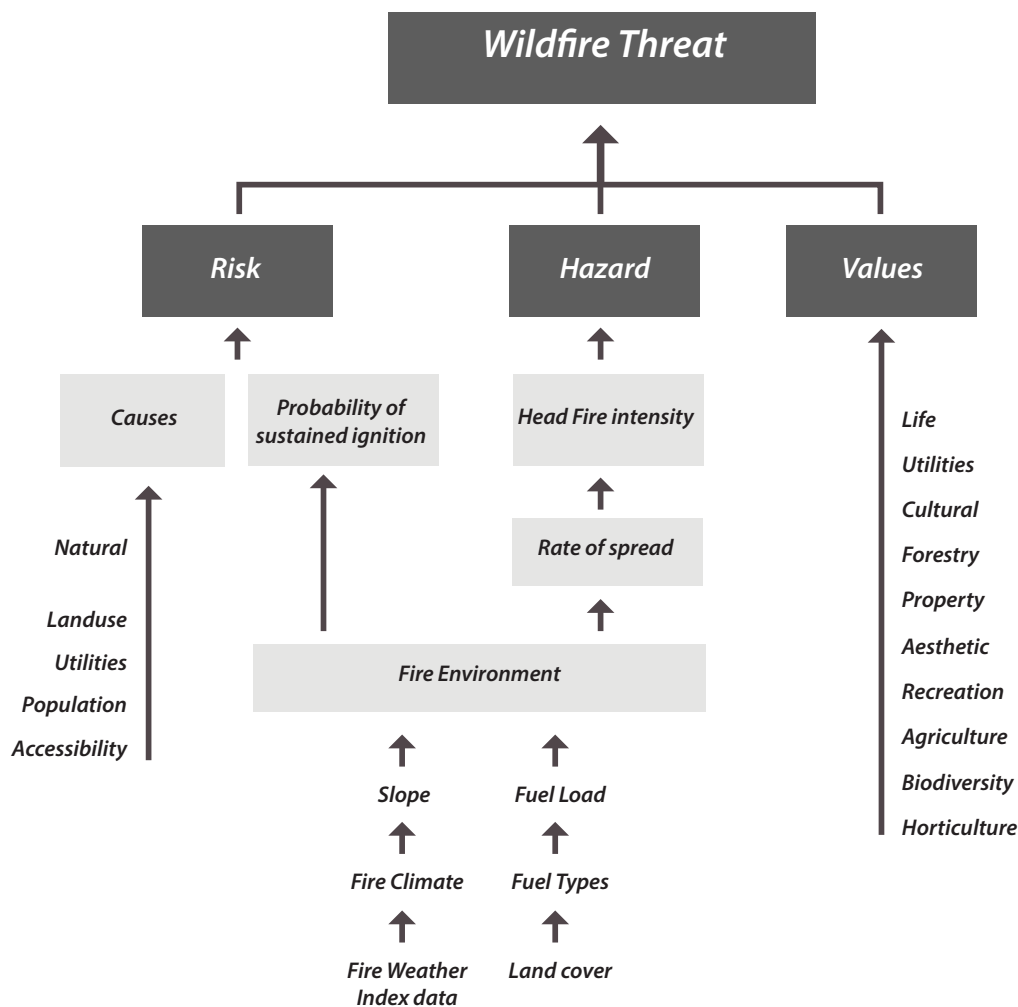 Wildfire Threat
Risk
Hazard
Values
Causes
Probability of
sustained ignition
Head Fire intensity
Rate of spread
Natural
Landuse
Utilities
Population
Accessibility
Fire Environment
Slope
Fuel Load
Fire Climate
Fuel Types
Fire Weather
Index data
Land cover
Life
Utilities
Cultural
Forestry
Property
Aesthetic
Recreation
Agriculture
Biodiversity
Horticulture